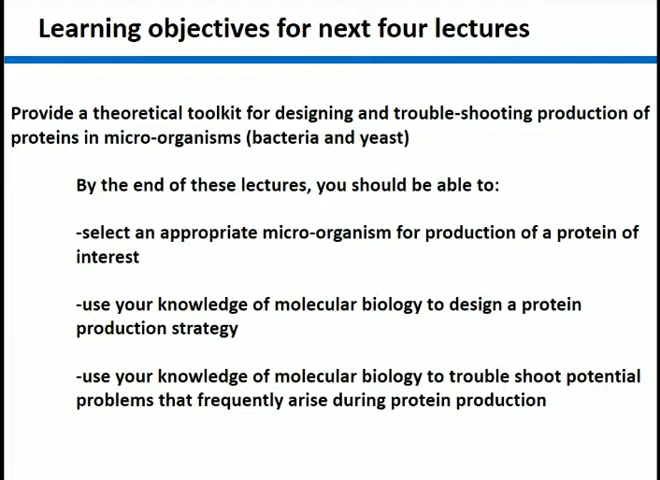 Learning objectives for next four lectures
Provide a theoretical toolkit for designing and trouble-shooting production of
proteins in micro-organisms (bacteria and yeast)
By the end of these lectures, you should be able to:
-select an appropriate micro-organism for production of a protein of
interest
-use your knowledge of molecular biology to design a protein
production strategy
-use your knowledge of molecular biology to trouble shoot potential
problems that frequently arise during protein production